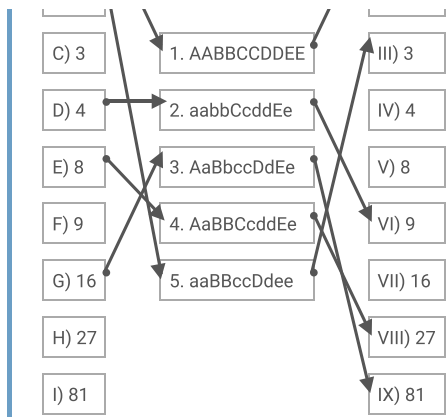 C) 3
1. AABBCCDDEE
III) 3
D) 4
2. aabbCcddEe
IV) 4
E) 8
3. AaBbccDdEe
V) 8
F) 9
4. AaBBCcddEe
VI) 9
G) 16
5. aaBBccDdee
VII) 16
H) 27
VIII) 27
I) 81
IX) 81